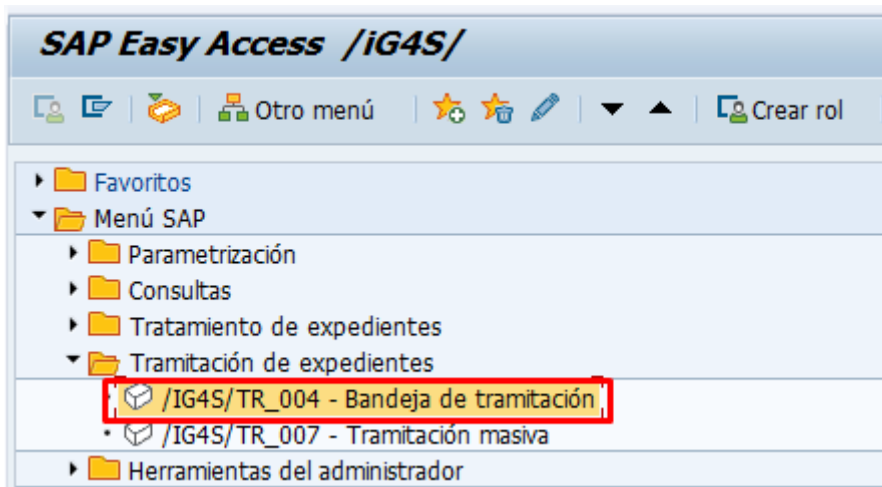 SAP Easy Access /iG4S/
Otro menú Crear rol
Favoritos
Menú SAP
Parametrización
Consultas
Tratamiento de expedientes
Tramitación de expedientes
/IG4S/TR_004 - Bandeja de tramitación
/IG4S/TR_007 - Tramitación masiva
Herramientas del administrador